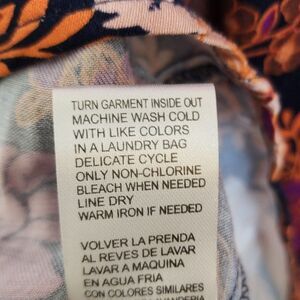 TURN GARMENT INSIDE OUT
MACHINE WASH COLD
WITH LIKE COLORS
IN A LAUNDRY BAG
DELICATE CYCLE
ONLY NON-CHLORINE
BLEACH WHEN NEEDED
LINE DRY
WARM IRON IF NEEDED
VOLVER LA PRENDA
AL REVES DE LAVAR
LAVAR A MAQUINA
EN AGUA FRIA
CON COLORES SIMILARES